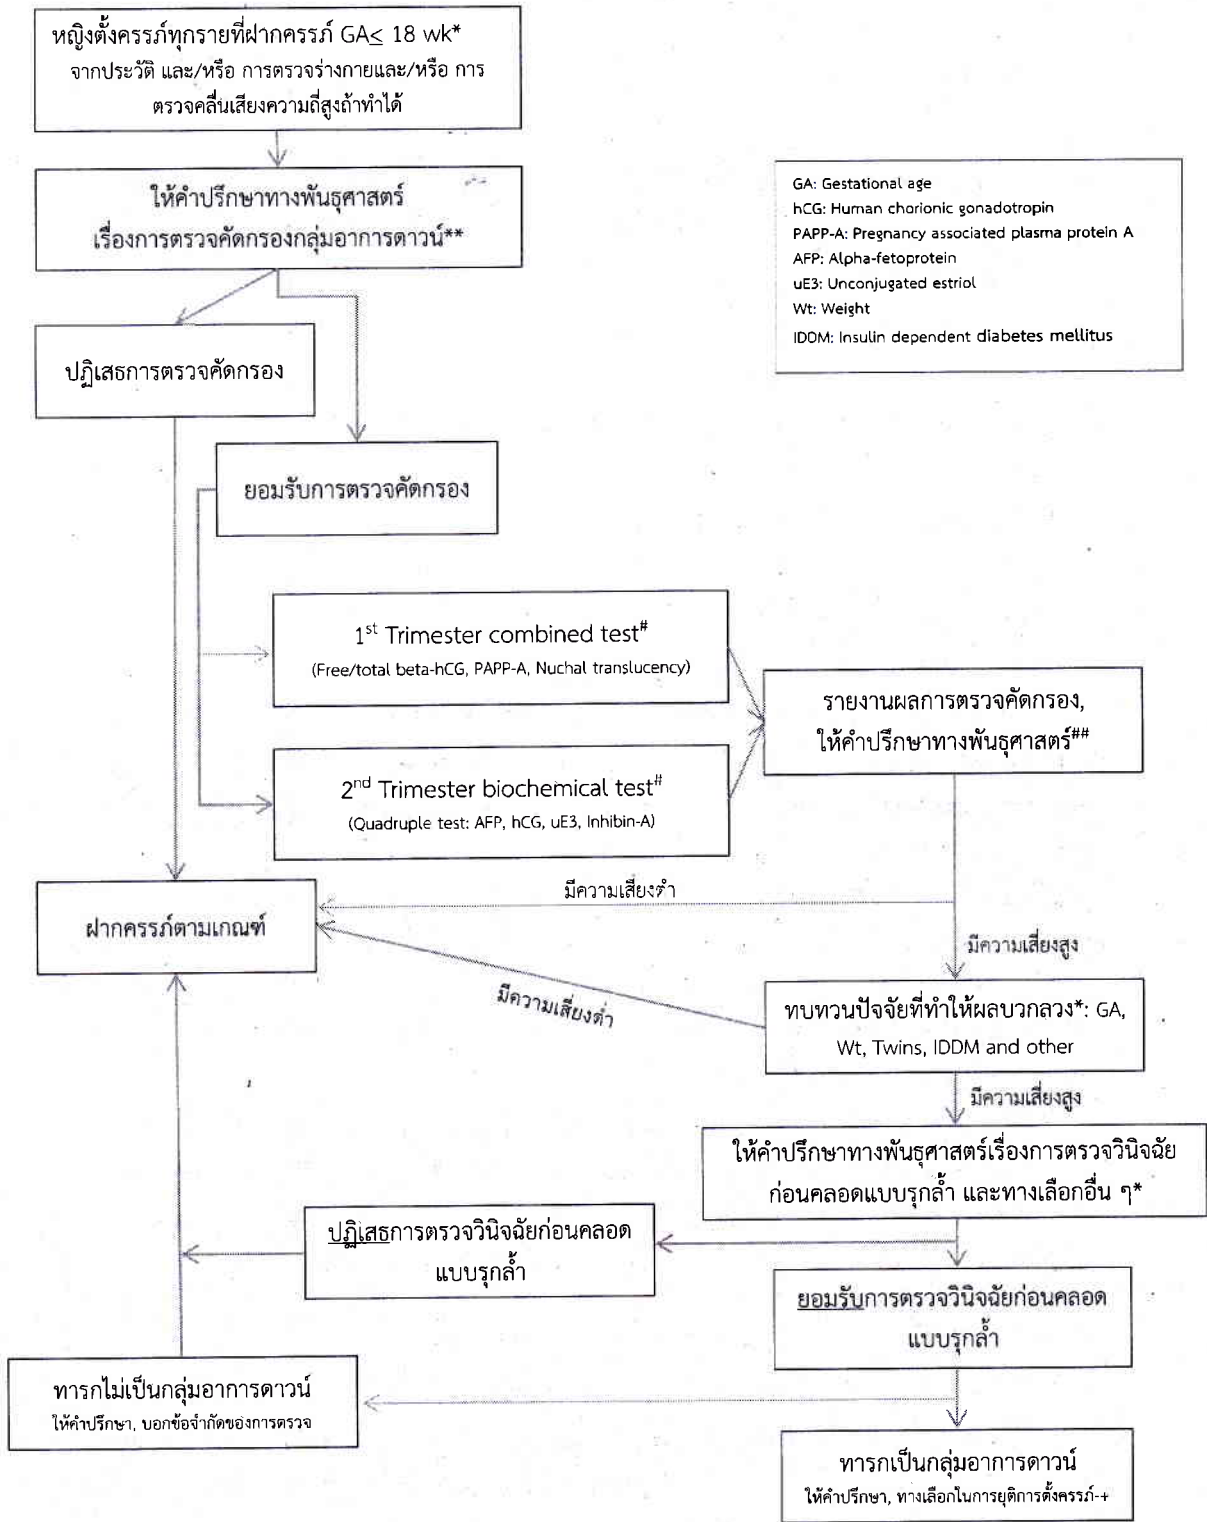 หญิงตั้งครรภ์ทุกรายที่ฝากครรภ์ GA≤ 18 wk*
จากประวัติ และ/หรือ การตรวจร่างกายและ/หรือ การ
ตรวจคลื่นเสียงความถี่สูงถ้าทำได้
ให้คำปรึกษาทางพันธุศาสตร์
เรื่องการตรวจคัดกรองกลุ่มอาการดาวน์**
GA: Gestational age
hCG: Human chorionic gonadotropin
PAPP-A: Pregnancy associated plasma protein A
AFP: Alpha-fetoprotein
uE3: Unconjugated estriol
Wt: Weight
IDDM: Insulin dependent diabetes mellitus
ปฏิเสธการตรวจคัดกรอง
ยอมรับการตรวจคัดกรอง
1st Trimester combined test#
(Free/total beta-hCG, PAPP-A, Nuchal translucency)
2nd Trimester biochemical test#
(Quadruple test: AFP, hCG, uE3, Inhibin-A)
รายงานผลการตรวจคัดกรอง,
ให้คำปรึกษาทางพันธุศาสตร์##
มีความเสี่ยงต่ำ
ฝากครรภ์ตามเกณฑ์
มีความเสี่ยงสูง
มีความเสี่ยงต่ำ
ทบทวนปัจจัยที่ทำให้ผลบวกลวง*: GA,
Wt, Twins, IDDM and other
มีความเสี่ยงสูง
ให้คำปรึกษาทางพันธุศาสตร์เรื่องการตรวจวินิจฉัย
ก่อนคลอดแบบรุกล้ำ และทางเลือกอื่น ๆ*
ปฏิเสธการตรวจวินิจฉัยก่อนคลอด
แบบรุกล้ำ
ยอมรับการตรวจวินิจฉัยก่อนคลอด
แบบรุกล้ำ
ทารกไม่เป็นกลุ่มอาการดาวน์
ให้คำปรึกษา, บอกข้อจำกัดของการตรวจ
ทารกเป็นกลุ่มอาการดาวน์
ให้คำปรึกษา, ทางเลือกในการยุติการตั้งครรภ์-+